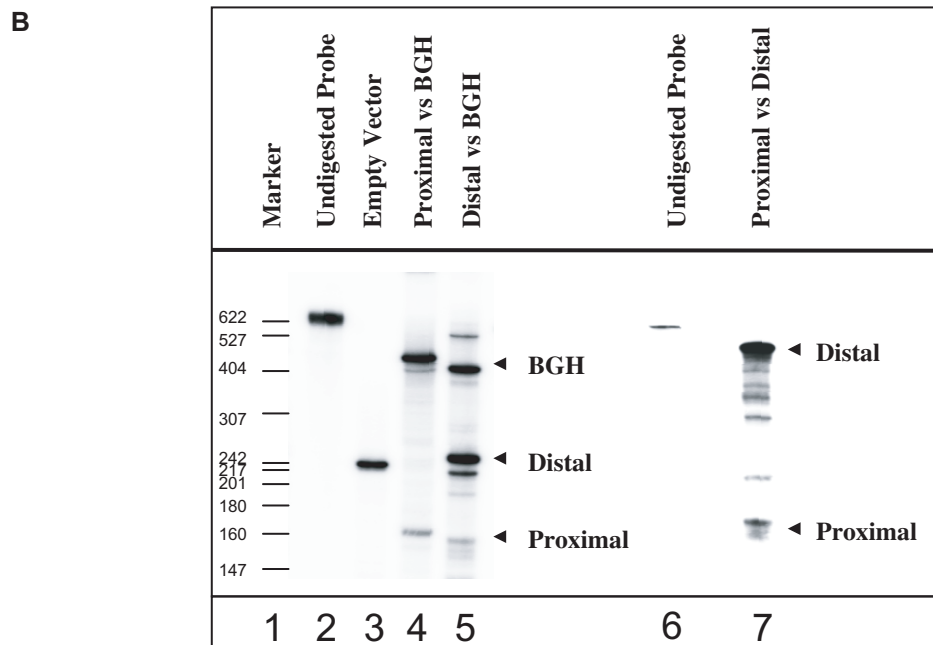 B
Marker
Undigested Probe
Empty Vector
Proximal vs BGH
Distal vs BGH
Undigested Probe
Proximal vs Distal
622
527
404
307
242
217
201
180
160
147
BGH
Distal
Proximal
Distal
Proximal
1 2 3 4 5 6 7